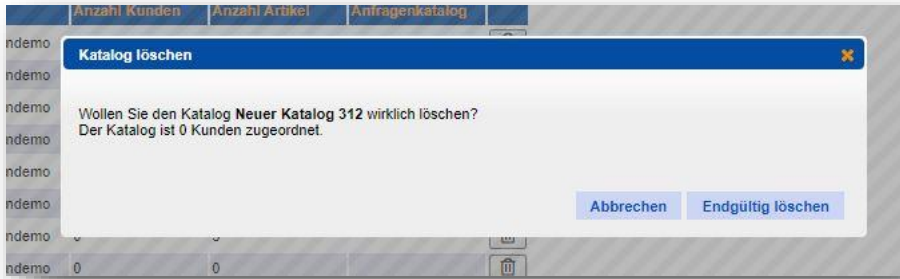 Anzahl Kunden Anzahl Artikel Anfragenkatalog
ndemo
Katalog löschen
ndemo
ndemo
Wollen Sie den Katalog Neuer Katalog 312 wirklich löschen?
Der Katalog ist 0 Kunden zugeordnet.
ndemo
ndemo
ndemo
Abbrechen Endgültig löschen
ndemo
ndemo 0 0